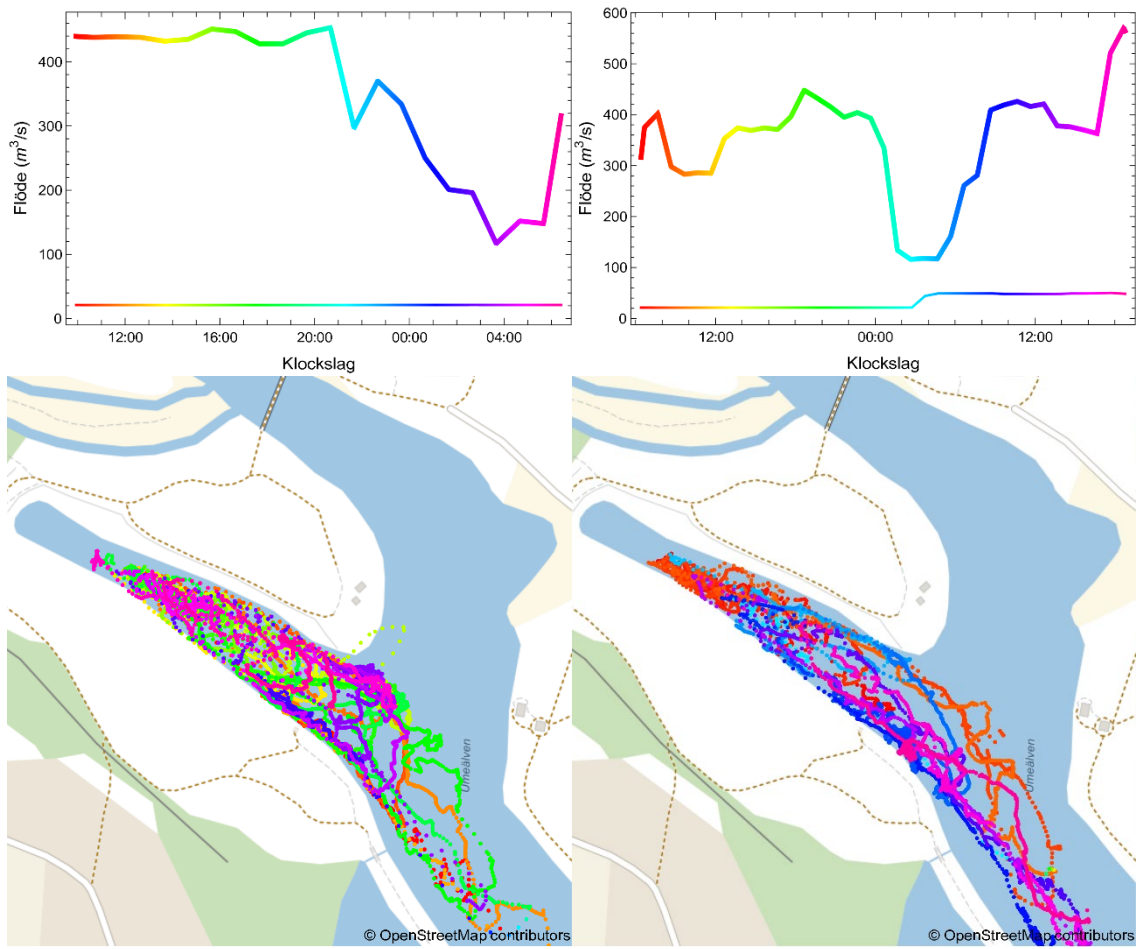 400
300
200
100
0
Flöde (m³/s)
12:00 16:00 20:00 00:00 04:00
Klockslag
600
500
400
300
200
100
0
Flöde (m³/s)
12:00 00:00 12:00
Klockslag
Umeälven
© OpenStreetMap contributors
Umeälven
© OpenStreetMap contributors